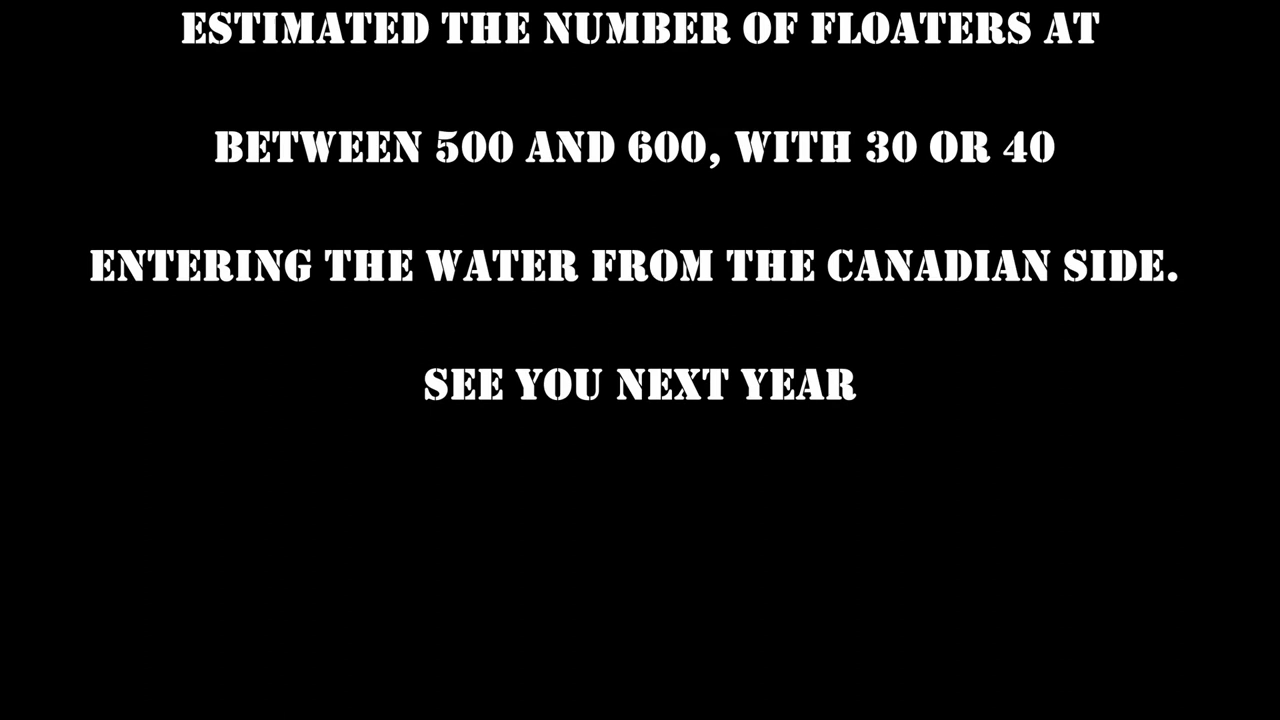 ESTIMATED THE NUMBER OF FLOATERS AT
BETWEEN 500 AND 600, WITH 30 OR 40
ENTERING THE WATER FROM THE CANADIAN SIDE.
SEE YOU NEXT YEAR